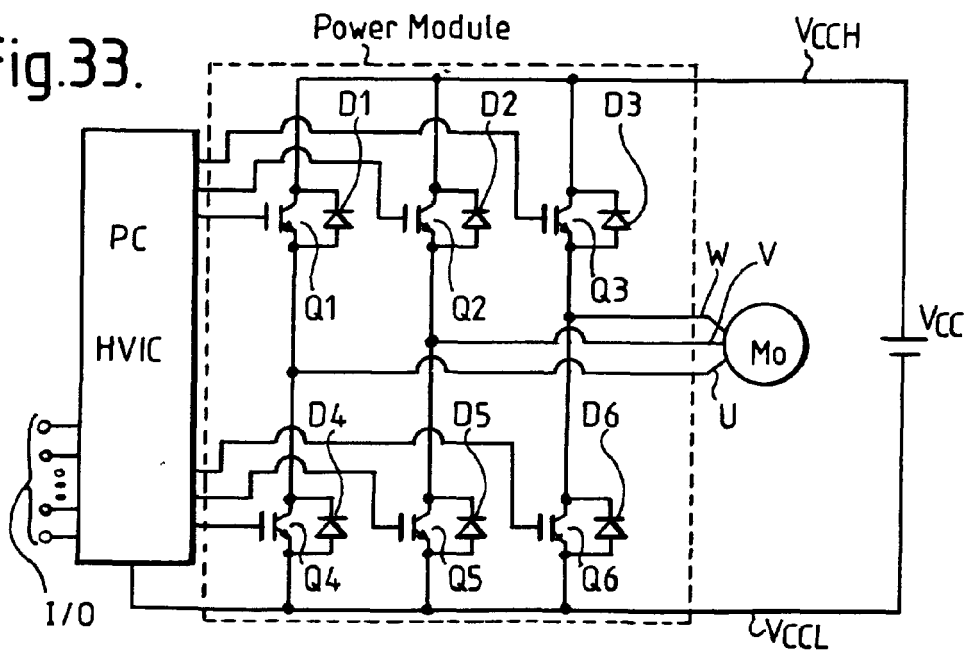 Fig.33.
Power Module
VCCH
D1
D2
D3
PC
HVIC
Q1
Q2
Q3
W
V
VCC
Mo
U
D4
D5
D6
Q4
Q5
Q6
I/O
VCCL